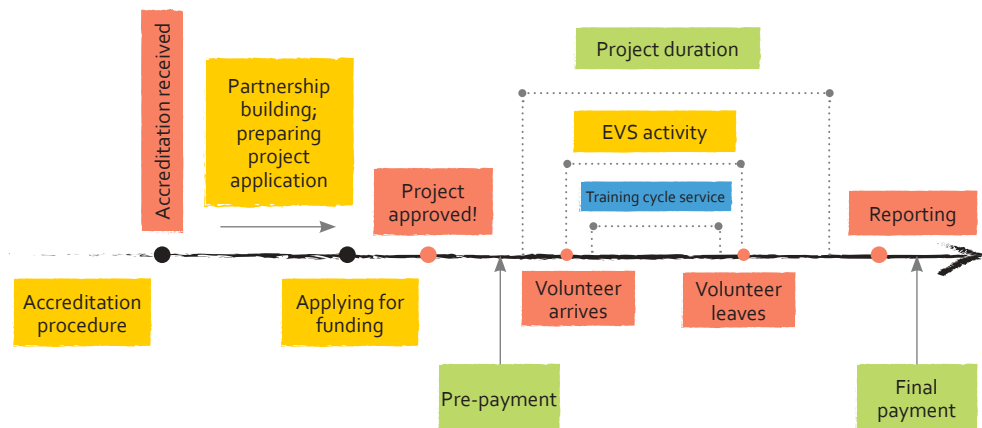 Project duration
Accreditation received
Partnership
building;
preparing
project
application
EVS activity
Training cycle service
Project
approved!
Reporting
Accreditation
procedure
Applying for
funding
Volunteer
arrives
Volunteer
leaves
Pre-payment
Final
payment